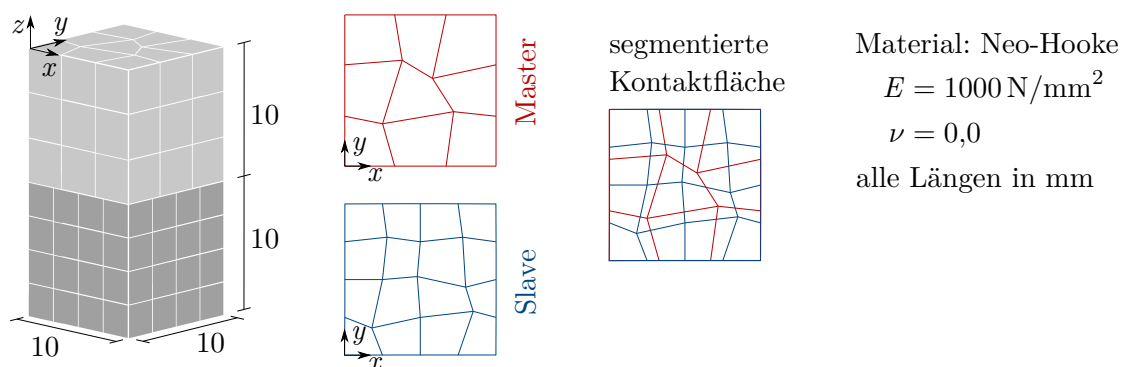 z
y
x
10
10
10
10
Master
y
x
Slave
y
x
segmentierte
Kontaktfläche
Material: Neo-Hooke
E = 1000 N/mm²
ν = 0,0
alle Längen in mm